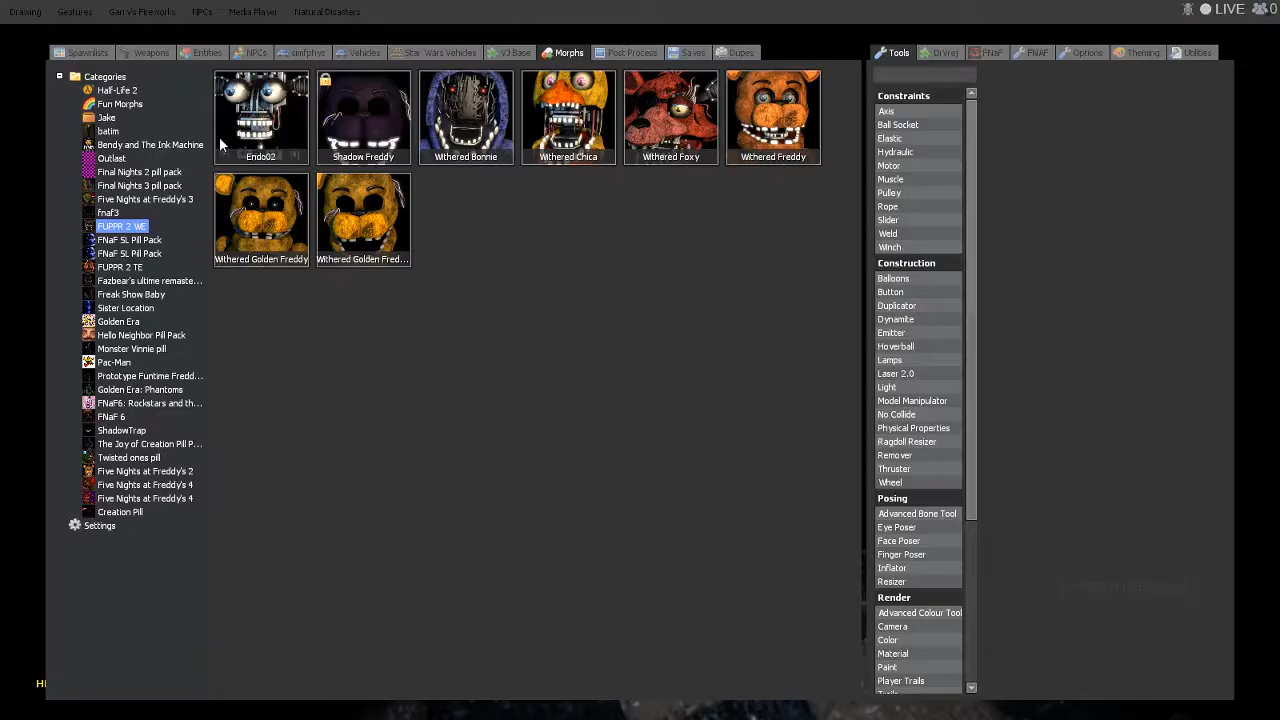 Drawing Gestures Garry's Fireworks NPCs Media Player Natural Disasters
LIVE 0
Spawnlists Weapons Entities NPCs simfphys Vehicles Star Wars Vehicles VJ Base Morphs Post Process Saves Dupes
Tools DrVrej FNaF FNAF Options Theming Utilities
Categories
Half-Life 2
Fun Morphs
Jake
batim
Bendy and The Ink Machine
Outlast
Final Nights 2 pill pack
Final Nights 3 pill pack
Five Nights at Freddy's 3
fnaf3
FUPPR 2 WE
FNaF SL Pill Pack
FNaF SL Pill Pack
FUPPR 2 TE
Fazbear's ultime remaste...
Freak Show Baby
Sister Location
Golden Era
Hello Neighbor Pill Pack
Monster Vinnie pill
Pac-Man
Prototype Funtime Fredd...
Golden Era: Phantoms
FNaF6: Rockstars and th...
FNaF 6
ShadowTrap
The Joy of Creation Pill P...
Twisted ones pill
Five Nights at Freddy's 2
Five Nights at Freddy's 4
Five Nights at Freddy's 4
Creation Pill
Settings
Endo02
Shadow Freddy
Withered Bonnie
Withered Chica
Withered Foxy
Withered Freddy
Withered Golden Freddy
Withered Golden Fred...
Constraints
Axis
Ball Socket
Elastic
Hydraulic
Motor
Muscle
Pulley
Rope
Slider
Weld
Winch
Construction
Balloons
Button
Duplicator
Dynamite
Emitter
Hoverball
Lamps
Laser 2.0
Light
Model Manipulator
No Collide
Physical Properties
Ragdoll Resizer
Remover
Thruster
Wheel
Posing
Advanced Bone Tool
Eye Poser
Face Poser
Finger Poser
Inflator
Resizer
Render
Advanced Colour Tool
Camera
Color
Material
Paint
Player Trails